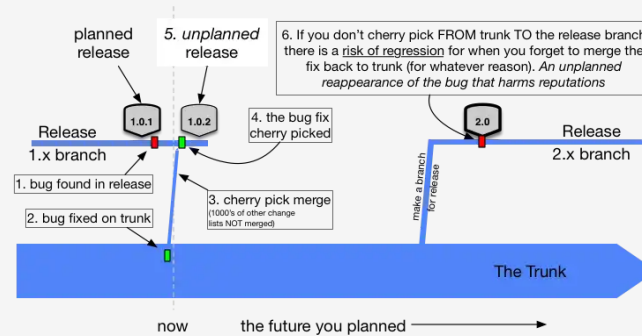 planned
release
5. unplanned
release
6. If you don't cherry pick FROM trunk TO the release branch
there is a risk of regression for when you forget to merge the
fix back to trunk (for whatever reason). An unplanned
reappearance of the bug that harms reputations
1.0.1
1.0.2
2.0
4. the bug fix
cherry picked
Release
1.x branch
Release
2.x branch
1. bug found in release
2. bug fixed on trunk
3. cherry pick merge
(1000's of other change
lists NOT merged)
make a branch
for release
The Trunk
now
the future you planned